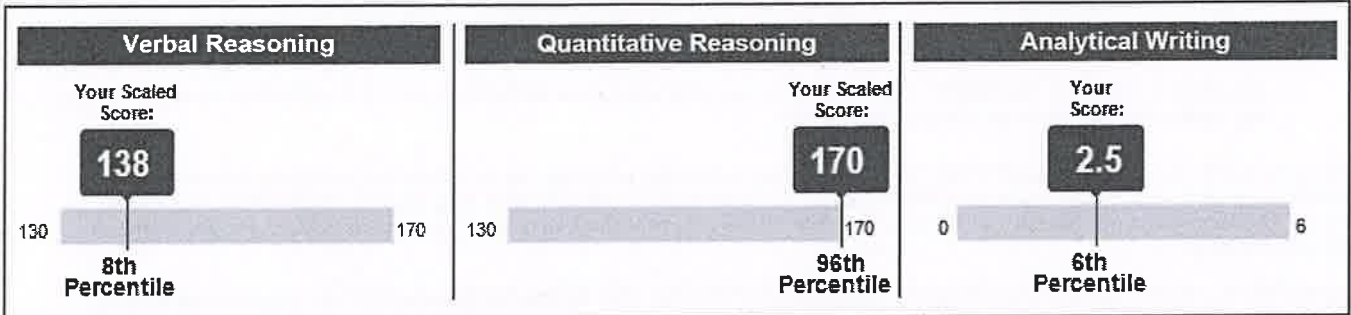 Verbal Reasoning
Your Scaled
Score:
138
130
170
8th
Percentile
Quantitative Reasoning
Your Scaled
Score:
170
130
170
96th
Percentile
Analytical Writing
Your
Score:
2.5
0
6
6th
Percentile